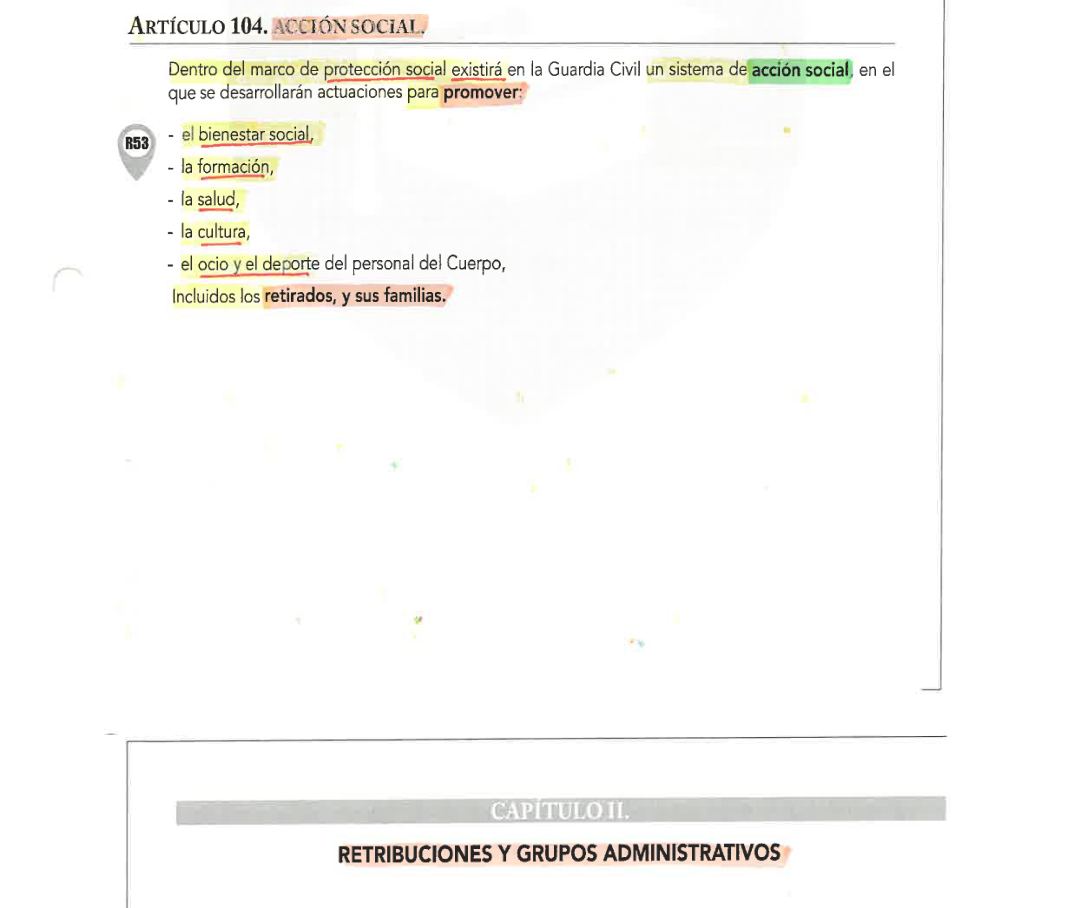 ARTÍCULO 104. ACCIÓN SOCIAL.
Dentro del marco de protección social existirá en la Guardia Civil un sistema de acción social, en el
que se desarrollarán actuaciones para promover:
R53
- el bienestar social,
- la formación,
- la salud,
- la cultura,
- el ocio y el deporte del personal del Cuerpo,
Incluidos los retirados, y sus familias.
CAPÍTULO II.
RETRIBUCIONES Y GRUPOS ADMINISTRATIVOS